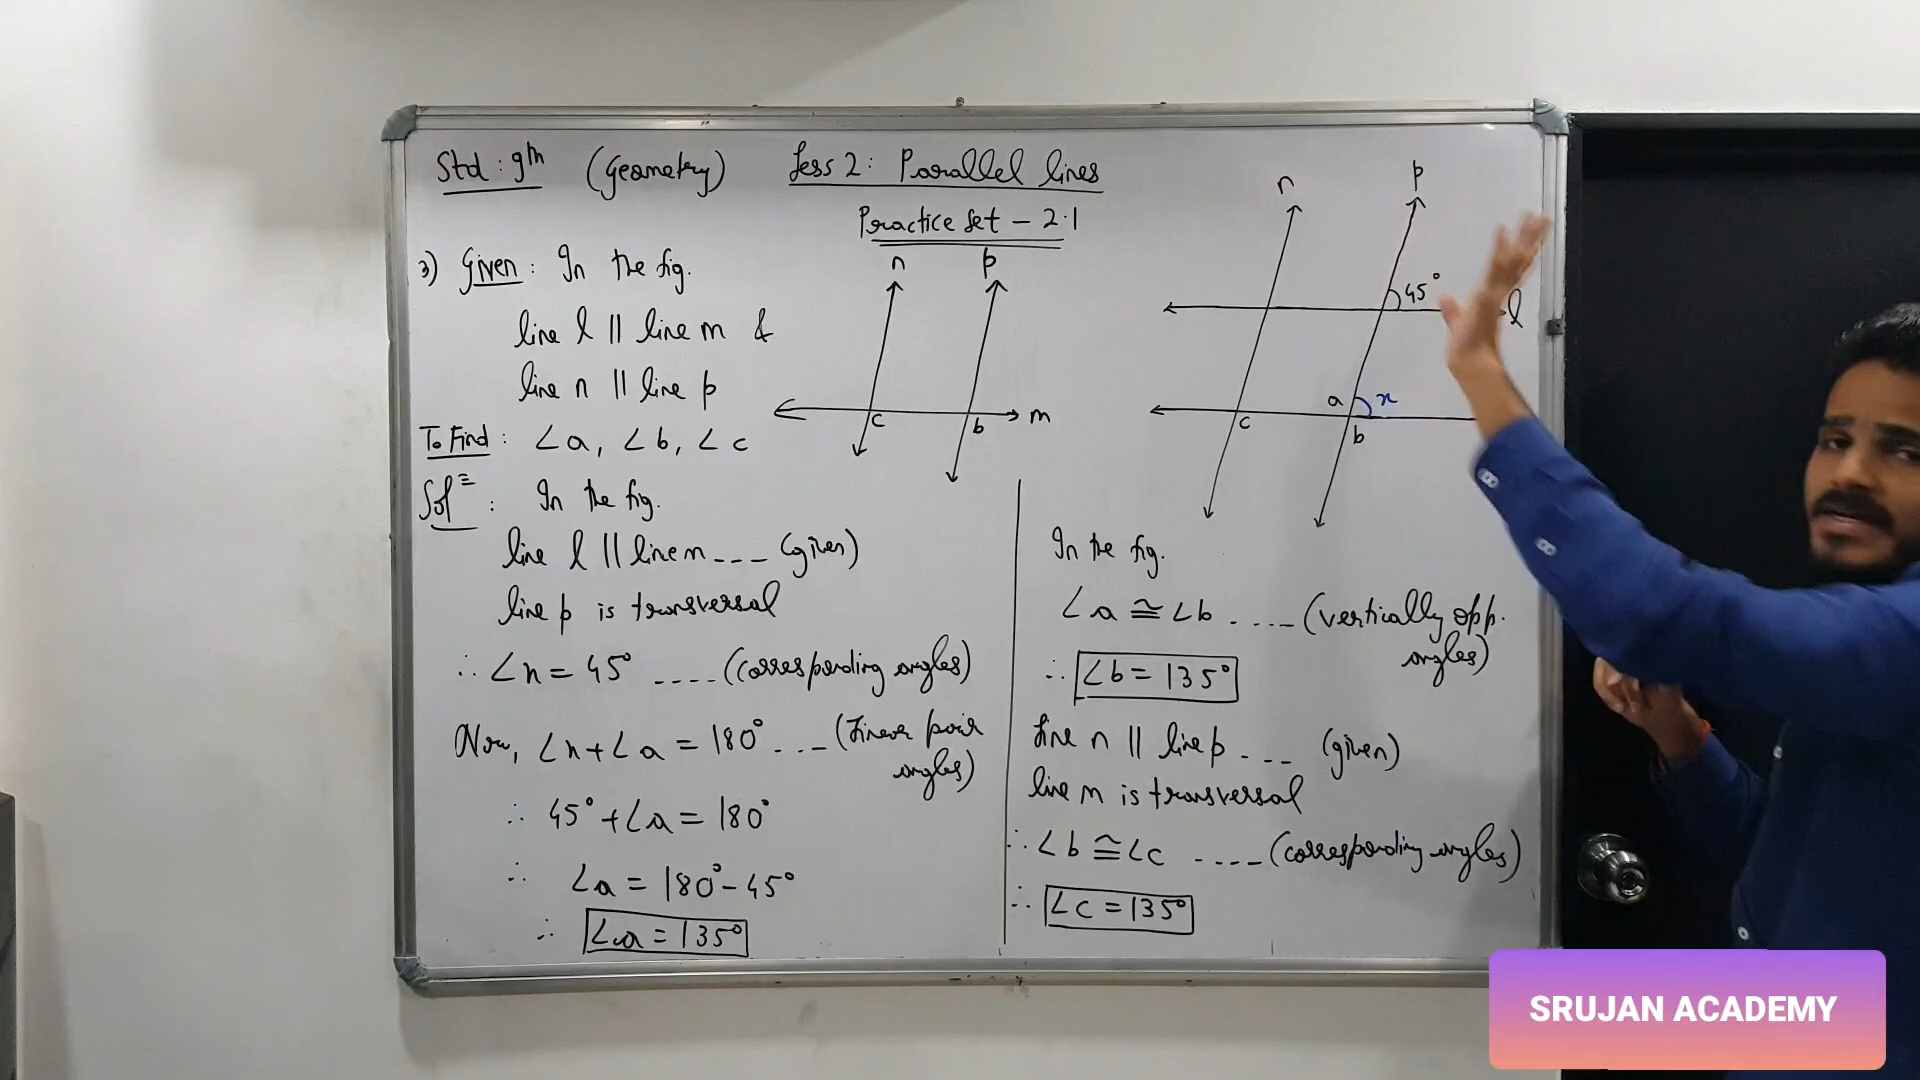 Std : 9th (Geometry) Less 2 : Parallel lines
Practice Set - 2.1
3) Given : In the fig.
line l || line m &
line n || line p
To Find : ∠a, ∠b, ∠c
n p
c b m
n p
45°
l
a x
c b
Sol^n : In the fig.
line l || line m --- (given)
line p is transversal
∴ ∠x = 45° ---- (corresponding angles)
Now, ∠x + ∠a = 180° --- (Linear pair
angles)
∴ 45° + ∠a = 180°
∴ ∠a = 180° - 45°
∴ ∠a = 135°
In the fig.
∠a ≅ ∠b ---- (vertically opp.
angles)
∴ ∠b = 135°
Line n || line p --- (given)
line m is transversal
∴ ∠b ≅ ∠c ---- (corresponding angles)
∴ ∠c = 135°
SRUJAN ACADEMY